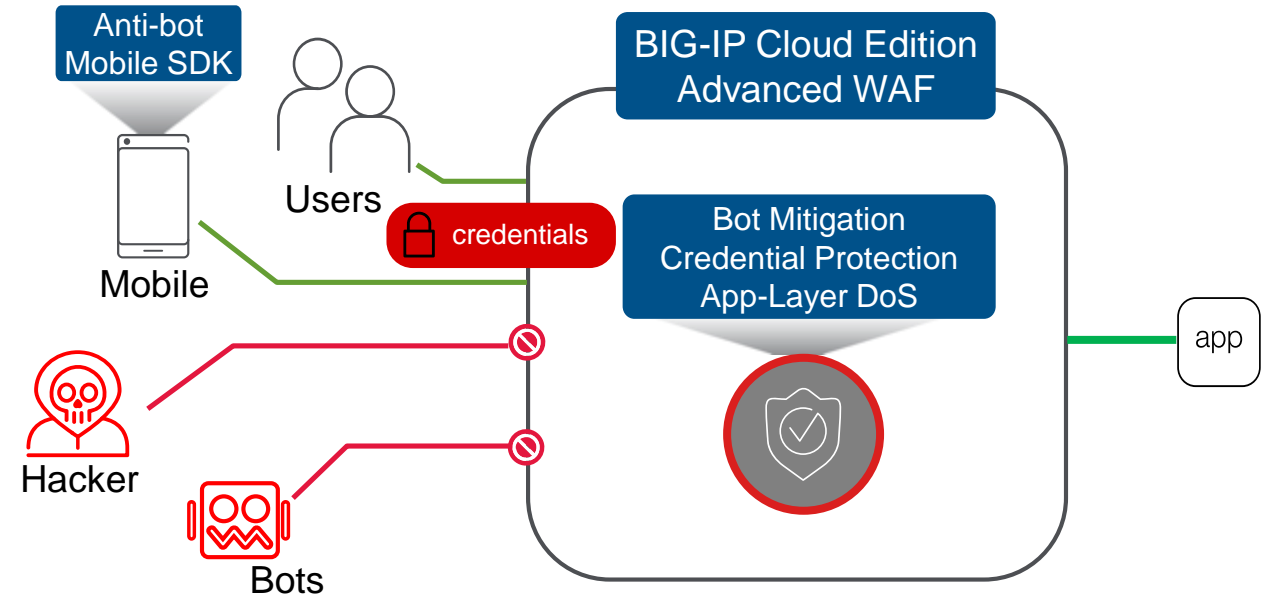 Anti-bot
Mobile SDK
BIG-IP Cloud Edition
Advanced WAF
Users
credentials
Bot Mitigation
Credential Protection
App-Layer DoS
Mobile
app
Hacker
Bots